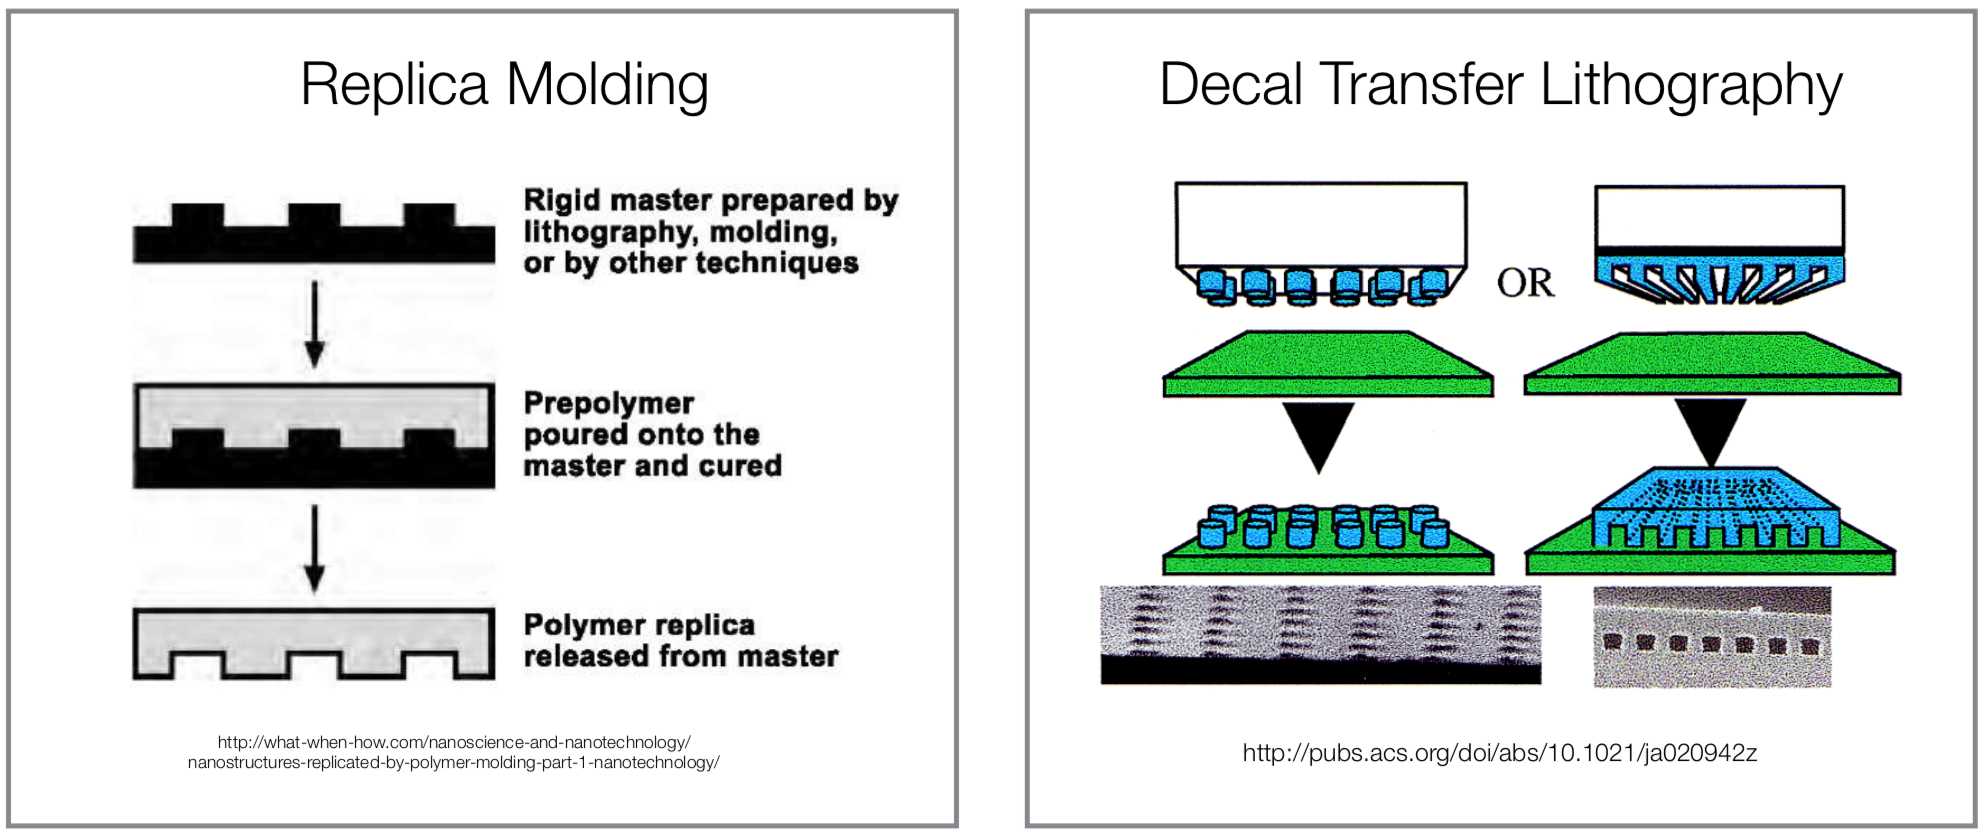 Replica Molding
Rigid master prepared by
lithography, molding,
or by other techniques
Prepolymer
poured onto the
master and cured
Polymer replica
released from master
http://what-when-how.com/nanoscience-and-nanotechnology/
nanostructures-replicated-by-polymer-molding-part-1-nanotechnology/
Decal Transfer Lithography
OR
http://pubs.acs.org/doi/abs/10.1021/ja020942z